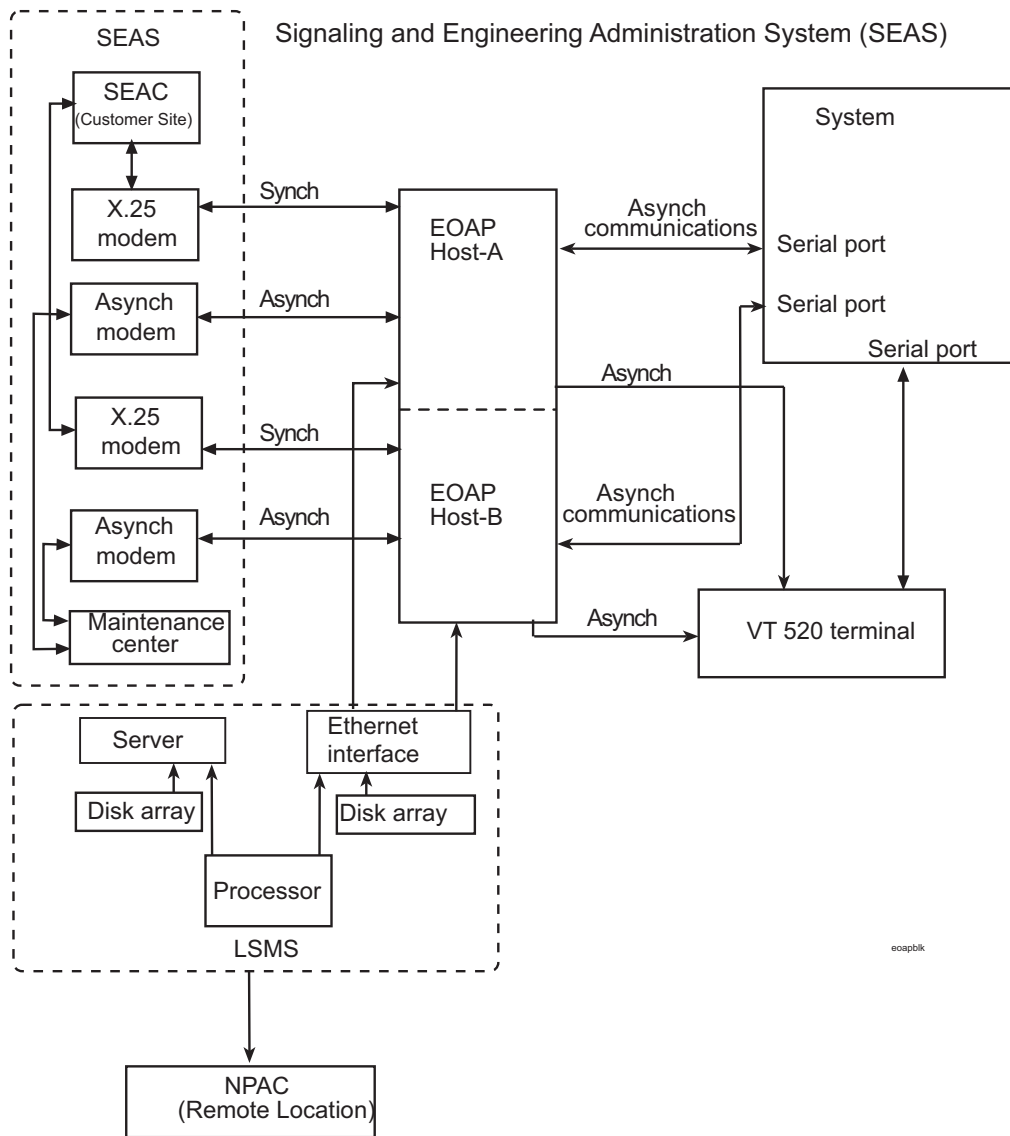 SEAS
Signaling and Engineering Administration System (SEAS)
SEAC
(Customer Site)
System
X.25
modem
Synch
EOAP
Host-A
Asynch
communications
Serial port
Asynch
modem
Asynch
Serial port
Serial port
Asynch
X.25
modem
Synch
EOAP
Host-B
Asynch
communications
Asynch
modem
Asynch
Maintenance
center
Asynch
VT 520 terminal
Server
Ethernet
interface
Disk array
Disk array
Processor
LSMS
eoapblk
NPAC
(Remote Location)